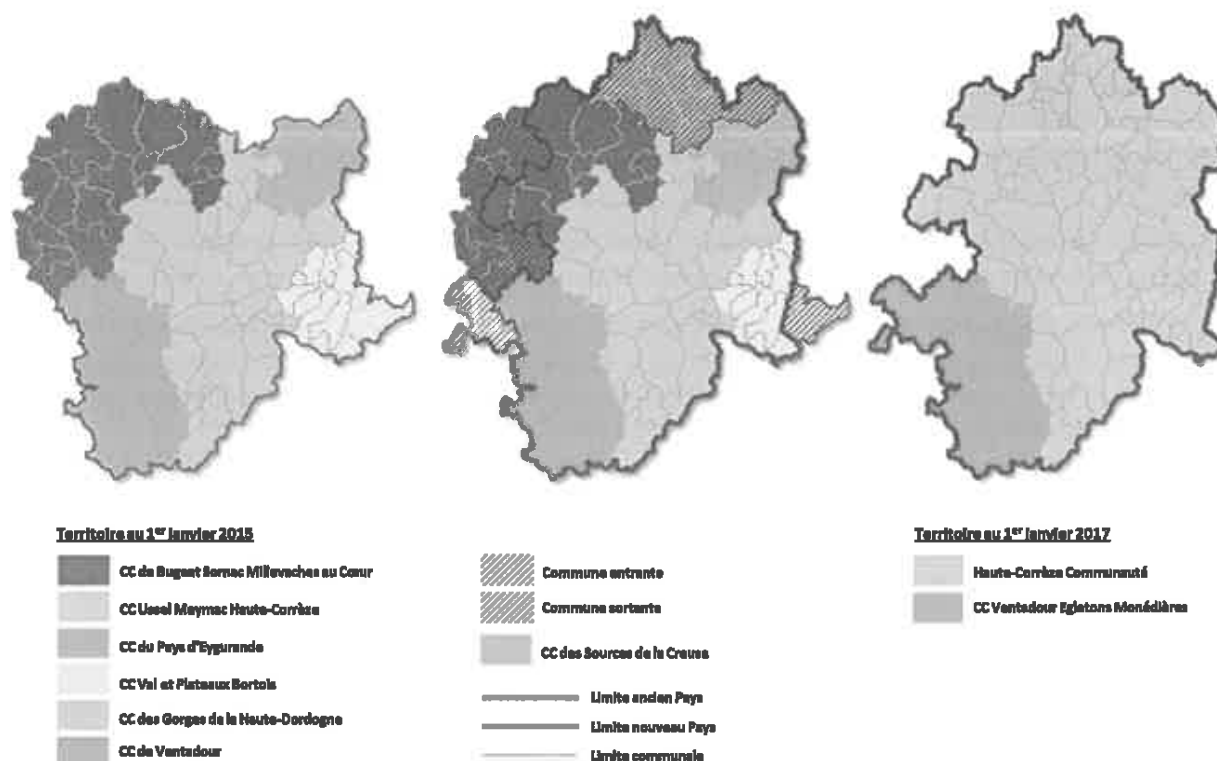 Territoire au 1er janvier 2015
CC de Bugeat Sornac Millevaches au Cœur
CC Ussel Meymac Haute-Corrèze
CC du Pays d'Eygurande
CC Val et Plateaux Bortois
CC des Gorges de la Haute-Dordogne
CC de Ventadour
Commune entrante
Commune sortante
CC des Sources de la Creuse
Limite ancien Pays
Limite nouveau Pays
Limite communale
Territoire au 1er janvier 2017
Haute-Corrèze Communauté
CC Ventadour Egletons Monédières